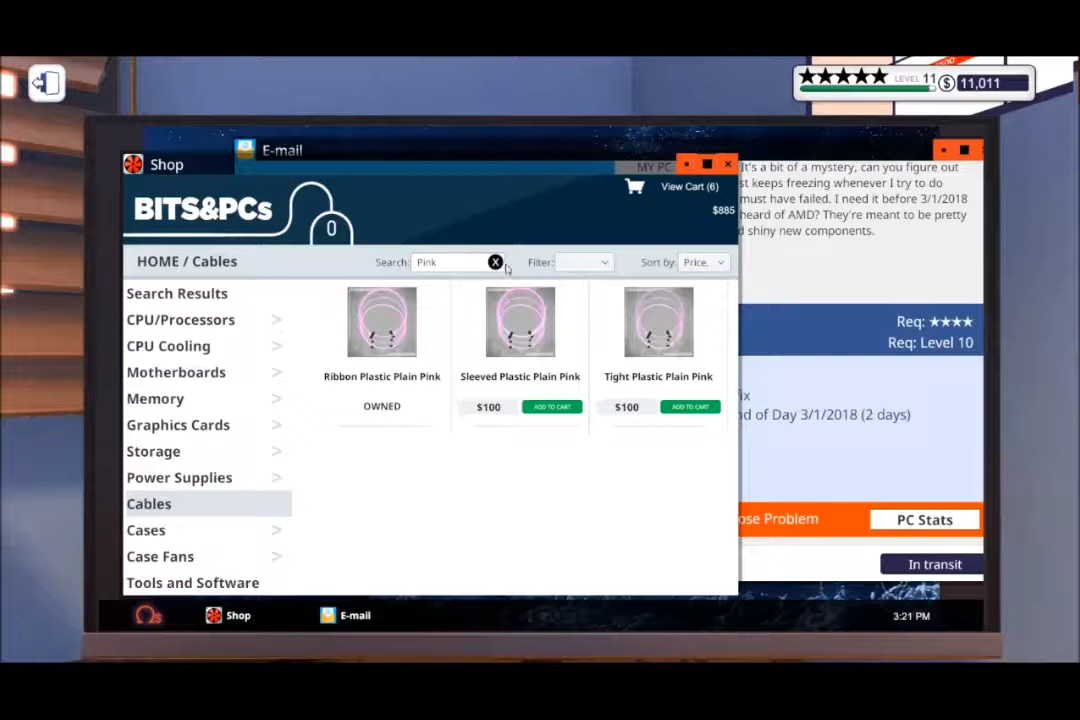 LEVEL 11
$ 11,011
E-mail
Shop
MY PC
It's a bit of a mystery, can you figure out
st keeps freezing whenever I try to do
must have failed. I need it before 3/1/2018
heard of AMD? They're meant to be pretty
d shiny new components.
View Cart (6)
$885
BITS&PCs
0
HOME / Cables
Search: Pink X
Filter:
Sort by: Price.
Search Results
CPU/Processors >
CPU Cooling >
Motherboards >
Memory >
Graphics Cards >
Storage >
Power Supplies >
Cables
Cases >
Case Fans >
Tools and Software
Ribbon Plastic Plain Pink
OWNED
Sleeved Plastic Plain Pink
$100 ADD TO CART
Tight Plastic Plain Pink
$100 ADD TO CART
Req: ★★★★
Req: Level 10
ix
nd of Day 3/1/2018 (2 days)
ose Problem
PC Stats
In transit
Ωs
Shop
E-mail
3:21 PM